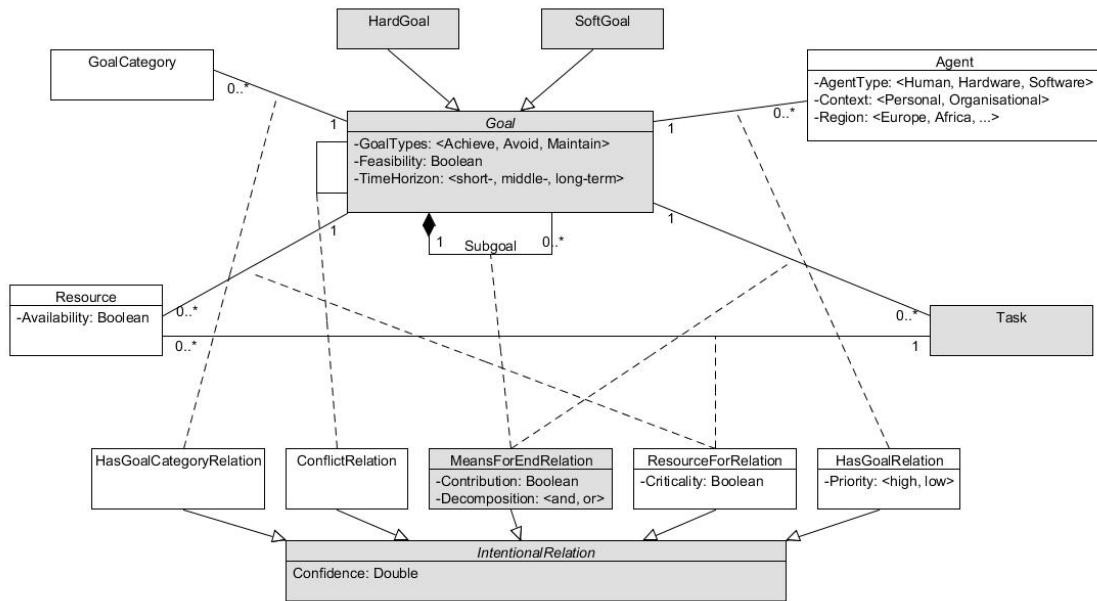 HardGoal
SoftGoal
GoalCategory
0..*
1
Goal
-GoalTypes: <Achieve, Avoid, Maintain>
-Feasibility: Boolean
-TimeHorizon: <short-, middle-, long-term>
Agent
-AgentType: <Human, Hardware, Software>
-Context: <Personal, Organisational>
-Region: <Europe, Africa, ...>
1
0..*
1
1
Subgoal
0..*
1
Resource
-Availability: Boolean
0..*
0..*
0..*
1
Task
HasGoalCategoryRelation
ConflictRelation
MeansForEndRelation
-Contribution: Boolean
-Decomposition: <and, or>
ResourceForRelation
-Criticality: Boolean
HasGoalRelation
-Priority: <high, low>
IntentionalRelation
Confidence: Double